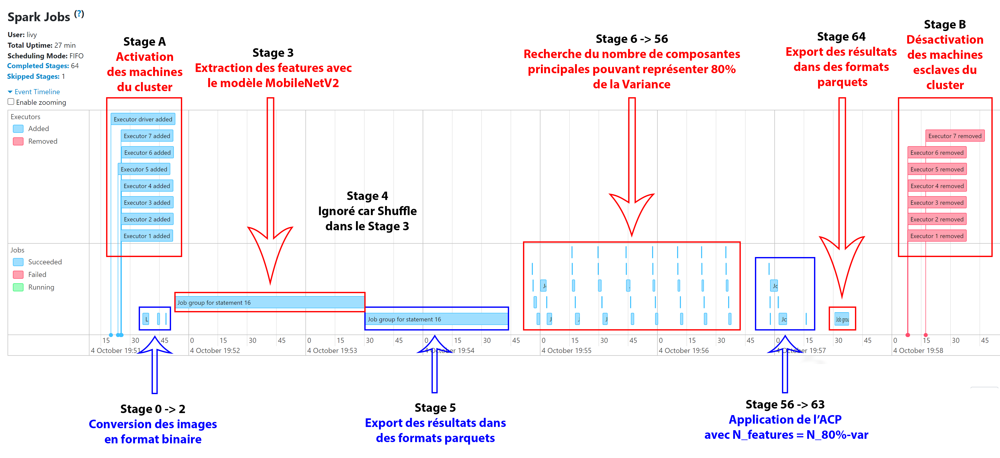 Spark Jobs (?)
User: livy
Total Uptime: 27 min
Scheduling Mode: FIFO
Completed Stages: 64
Skipped Stages: 1
Event Timeline
Enable zooming
Stage A
Activation
des machines
du cluster
Stage 3
Extraction des features avec
le modèle MobileNetV2
Stage 6 -> 56
Recherche du nombre de composantes
principales pouvant représenter 80%
de la Variance
Stage 64
Export des résultats
dans des formats
parquets
Stage B
Désactivation
des machines
esclaves du
cluster
Executors
Added
Removed
Executor driver added
Executor 7 added
Executor 6 added
Executor 5 added
Executor 4 added
Executor 3 added
Executor 2 added
Executor 1 added
Executor 7 removed
Executor 6 removed
Executor 5 removed
Executor 4 removed
Executor 3 removed
Executor 2 removed
Executor 1 removed
Stage 4
Ignoré car Shuffle
dans le Stage 3
Jobs
Succeeded
Failed
Running
Job group for statement 16
L
Job group for statement 16
J
J
J
Jo
Jo
Job grou
15 30 45 0 15 30 45 0 15 30 45 0 15 30 45 0 15 30 45 0 15 30 45 0 15 30 45 0 15 30 45
4 October 19:51 4 October 19:52 4 October 19:53 4 October 19:54 4 October 19:55 4 October 19:56 4 October 19:57 4 October 19:58
Stage 0 -> 2
Conversion des images
en format binaire
Stage 5
Export des résultats dans
des formats parquets
Stage 56 -> 63
Application de l’ACP
avec N_features = N_80%-var